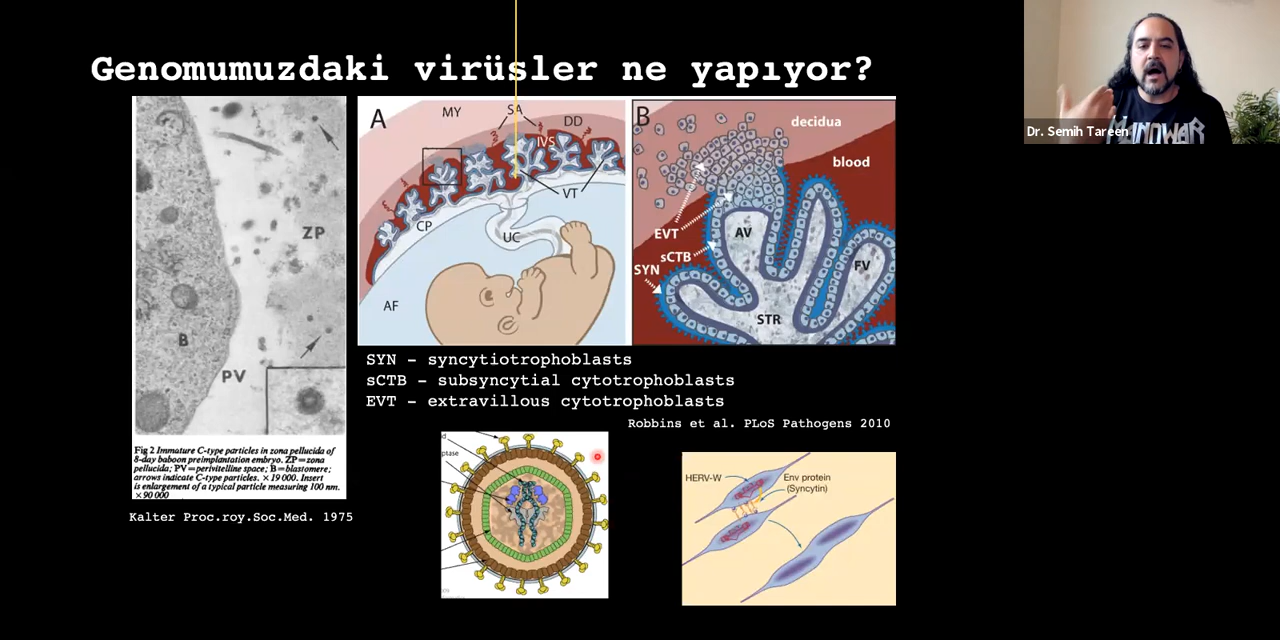 Genomumuzdaki virüsler ne yapıyor?
ZP
B
PV
Fig 2 Immature C-type particles in zona pellucida of
8-day baboon preimplantation embryo. ZP=zona
pellucida; PV=perivitelline space; B=blastomere;
arrows indicate C-type particles. ×19 000. Insert
is enlargement of a typical particle measuring 100 nm.
×90 000
Kalter Proc.roy.Soc.Med. 1975
A
MY
SA
DD
IVS
VT
CP
UC
AF
B
decidua
blood
EVT
AV
sCTB
SYN
FV
STR
SYN – syncytiotrophoblasts
sCTB – subsyncytial cytotrophoblasts
EVT – extravillous cytotrophoblasts
Robbins et al. PLoS Pathogens 2010
ptase
HERV-W
Env protein
(Syncytin)
Dr. Semih Tareen
MANOWAR